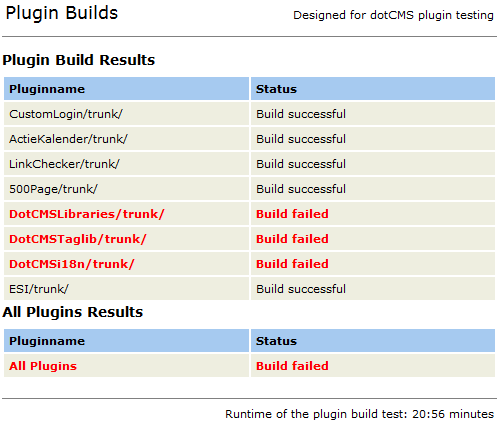 Plugin Builds Designed for dotCMS plugin testing
Plugin Build Results
Pluginname Status
CustomLogin/trunk/ Build successful
ActieKalender/trunk/ Build successful
LinkChecker/trunk/ Build successful
500Page/trunk/ Build successful
DotCMSLibraries/trunk/ Build failed
DotCMSTaglib/trunk/ Build failed
DotCMSi18n/trunk/ Build failed
ESI/trunk/ Build successful
All Plugins Results
Pluginname Status
All Plugins Build failed
Runtime of the plugin build test: 20:56 minutes